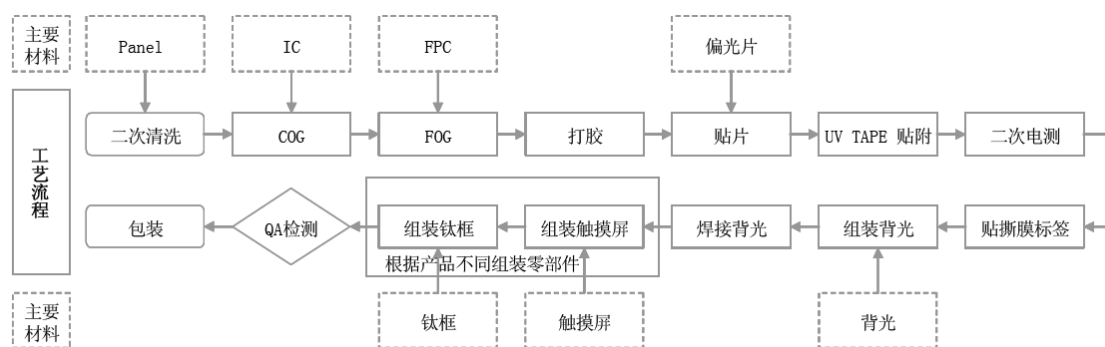 主要
材料
Panel
IC
FPC
偏光片
工艺流程
二次清洗
COG
FOG
打胶
贴片
UV TAPE 贴附
二次电测
包装
QA检测
组装钛框
组装触摸屏
焊接背光
组装背光
贴撕膜标签
根据产品不同组装零部件
主要
材料
钛框
触摸屏
背光